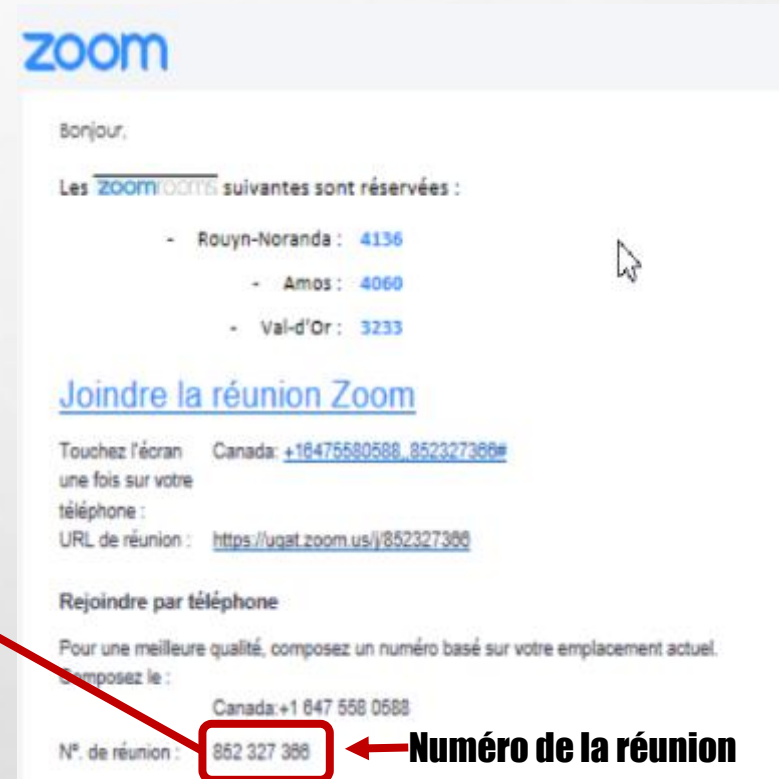 zoom
Bonjour,
Les zoomrooms suivantes sont réservées :
- Rouyn-Noranda : 4136
- Amos : 4060
- Val-d'Or : 3233
Joindre la réunion Zoom
Touchez l'écran Canada: +16475580588,,852327366#
une fois sur votre
téléphone :
URL de réunion : https://uqat.zoom.us/j/852327366
Rejoindre par téléphone
Pour une meilleure qualité, composez un numéro basé sur votre emplacement actuel.
Composez le :
Canada:+1 647 558 0588
N°. de réunion : 852 327 366 Numéro de la réunion